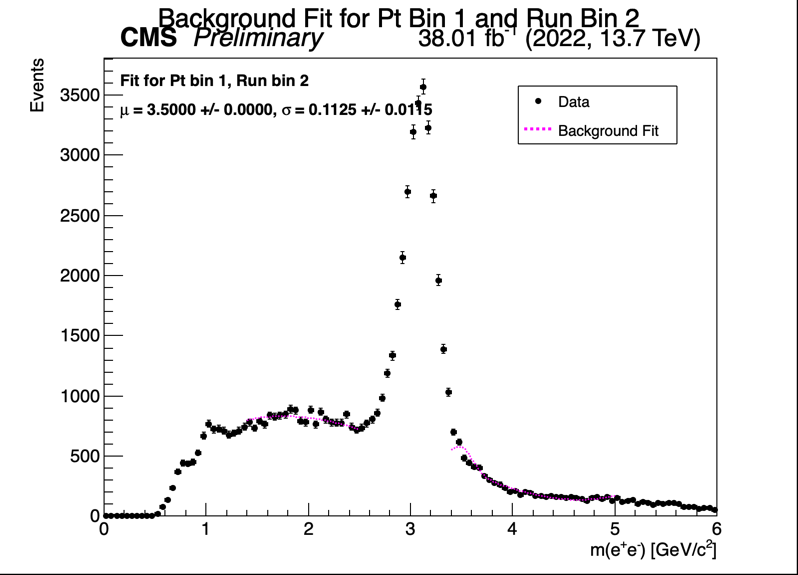 Background Fit for Pt Bin 1 and Run Bin 2
CMS Preliminary 38.01 fb⁻¹ (2022, 13.7 TeV)
Events
Fit for Pt bin 1, Run bin 2
μ = 3.5000 +/- 0.0000, σ = 0.1125 +/- 0.0115
Data
Background Fit
3500
3000
2500
2000
1500
1000
500
0
0 1 2 3 4 5 6
m(e⁺e⁻) [GeV/c²]